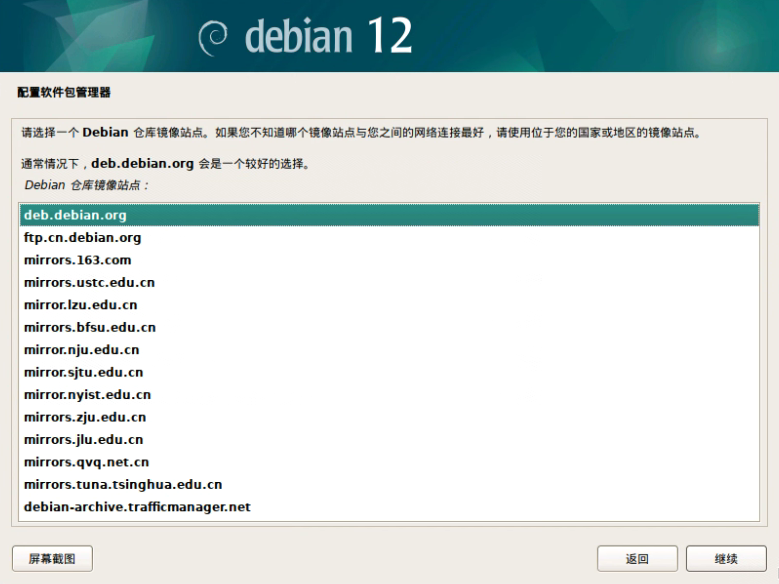 debian 12
配置软件包管理器
请选择一个 Debian 仓库镜像站点。如果您不知道哪个镜像站点与您之间的网络连接最好，请使用位于您的国家或地区的镜像站点。
通常情况下，deb.debian.org 会是一个较好的选择。
Debian 仓库镜像站点：
deb.debian.org
ftp.cn.debian.org
mirrors.163.com
mirrors.ustc.edu.cn
mirror.lzu.edu.cn
mirrors.bfsu.edu.cn
mirror.nju.edu.cn
mirror.sjtu.edu.cn
mirror.nyist.edu.cn
mirrors.zju.edu.cn
mirrors.jlu.edu.cn
mirrors.qvq.net.cn
mirrors.tuna.tsinghua.edu.cn
debian-archive.trafficmanager.net
屏幕截图 返回 继续